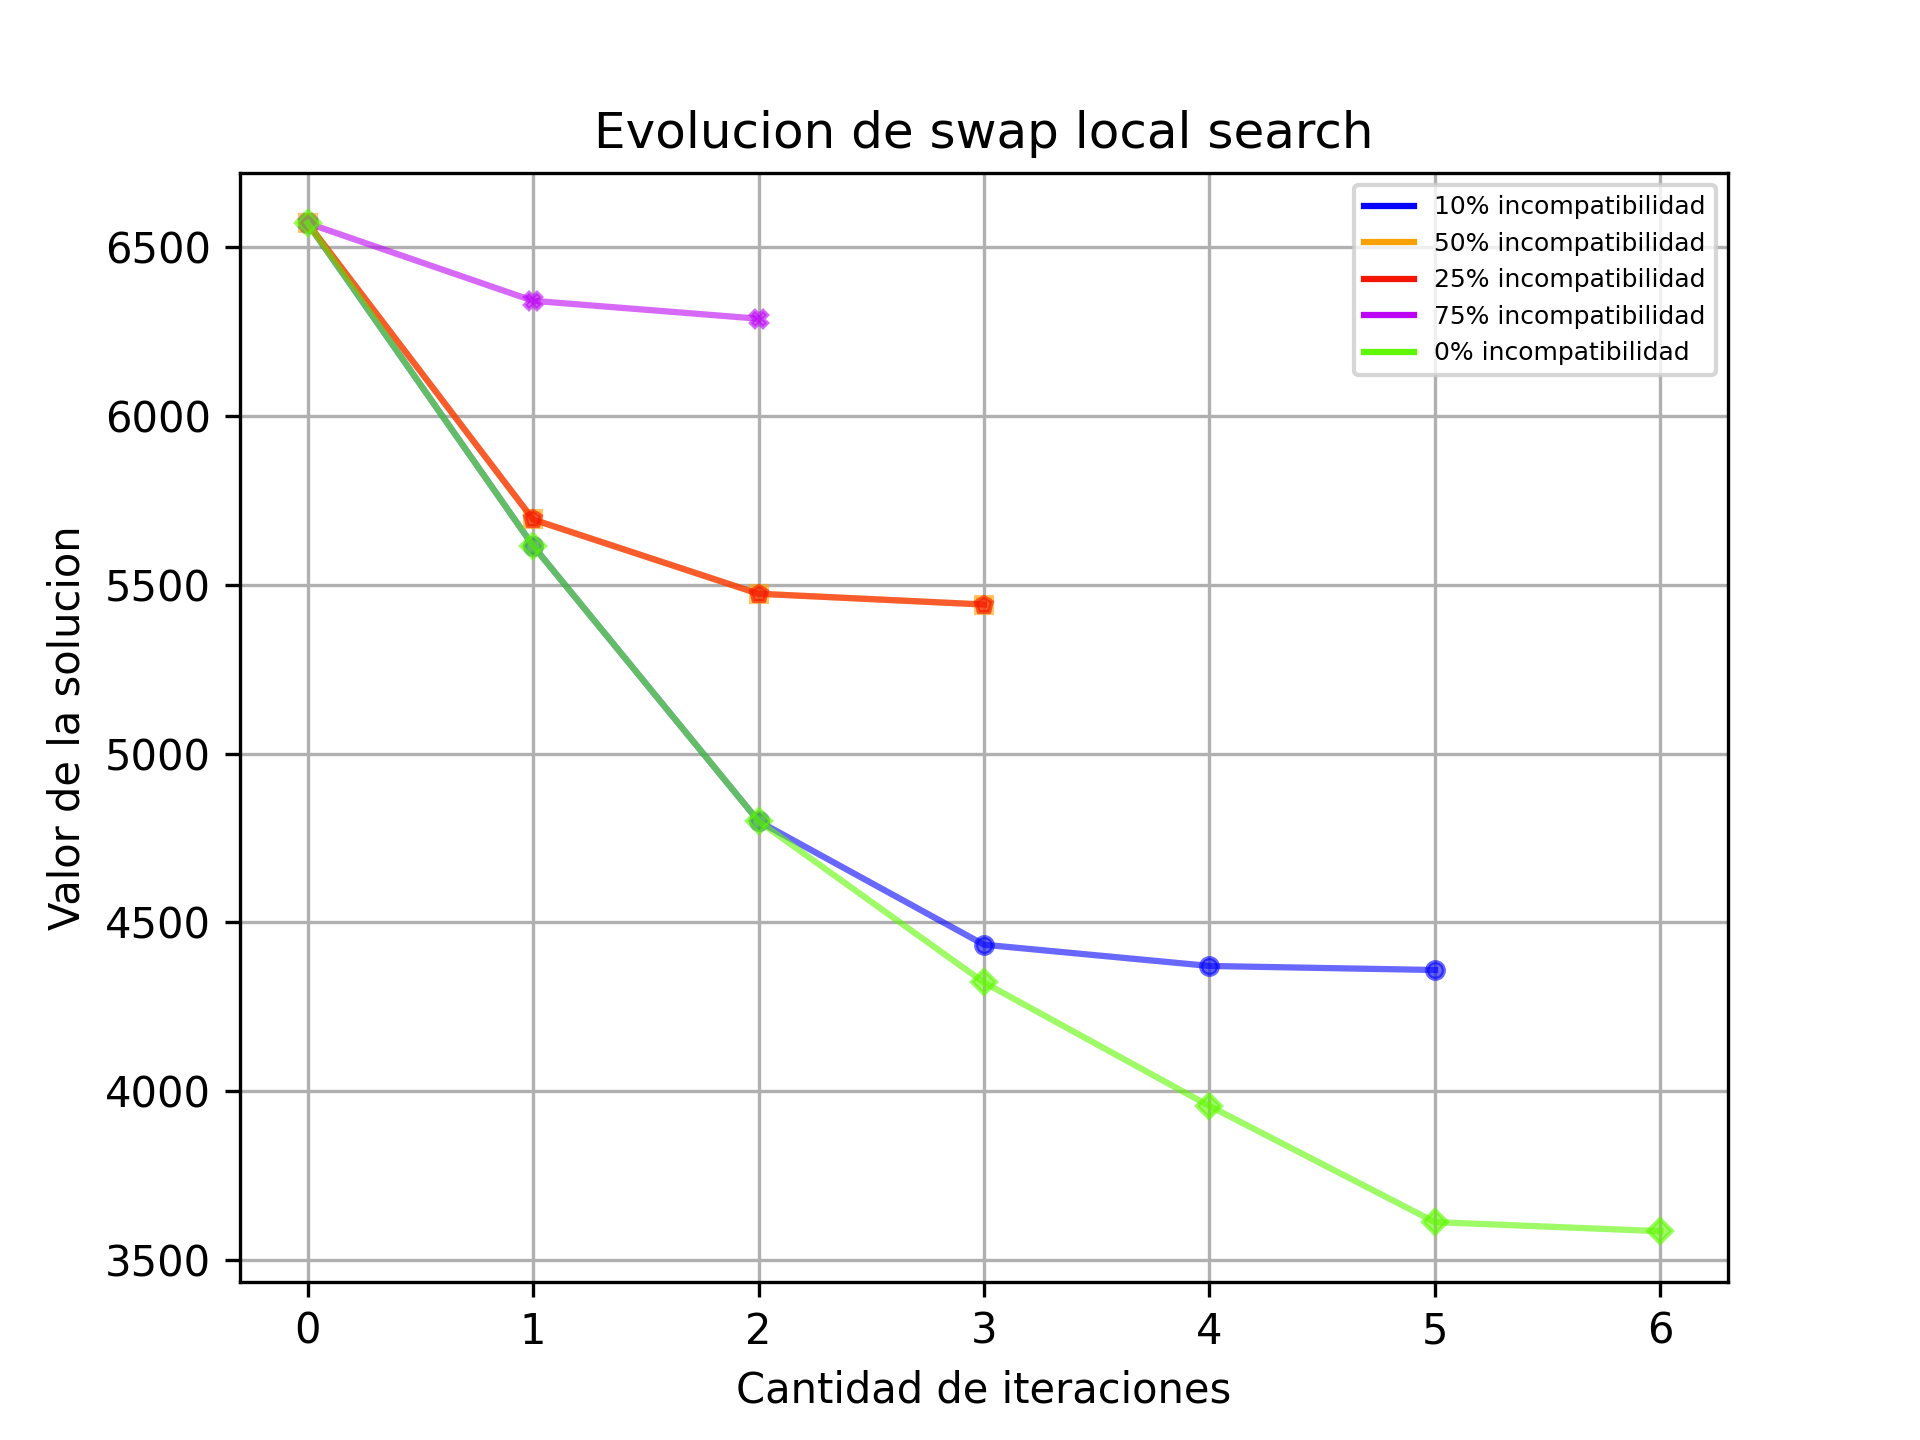 Evolucion de swap local search
10% incompatibilidad
50% incompatibilidad
25% incompatibilidad
75% incompatibilidad
0% incompatibilidad
Valor de la solucion
6500
6000
5500
5000
4500
4000
3500
0 1 2 3 4 5 6
Cantidad de iteraciones